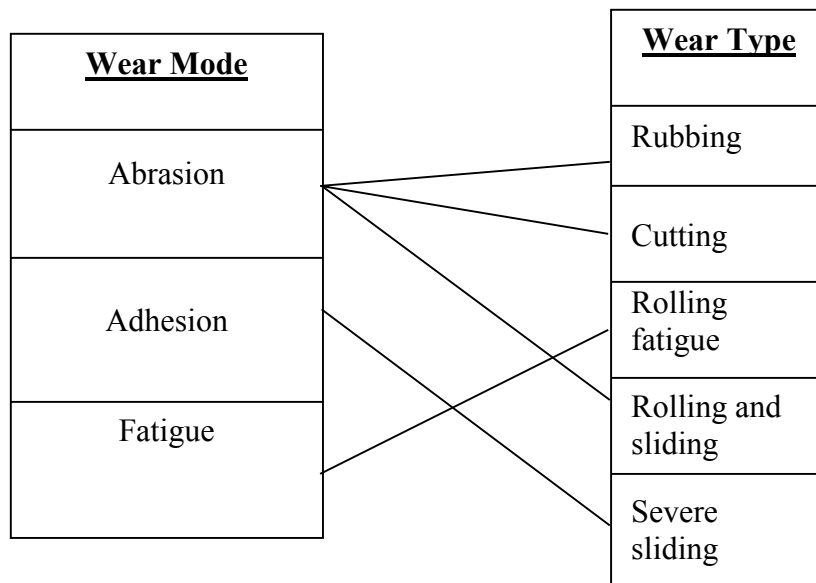 Wear Mode
Abrasion
Adhesion
Fatigue
Wear Type
Rubbing
Cutting
Rolling
fatigue
Rolling and
sliding
Severe
sliding